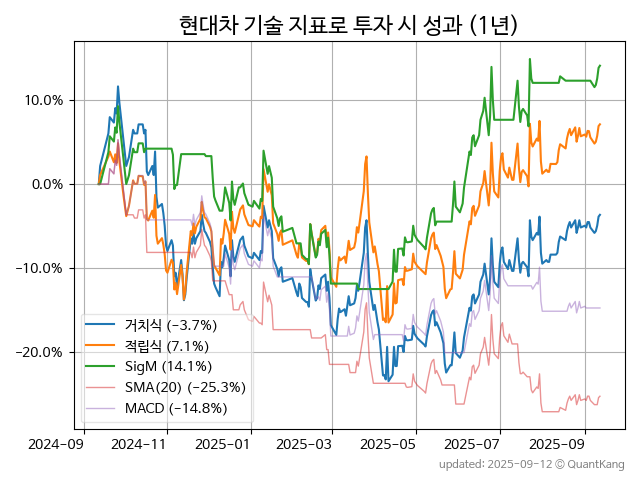 현대차 기술 지표로 투자 시 성과 (1년)
10.0%
0.0%
−10.0%
−20.0%
거치식 (−3.7%)
적립식 (7.1%)
SigM (14.1%)
SMA(20) (−25.3%)
MACD (−14.8%)
2024-09 2024-11 2025-01 2025-03 2025-05 2025-07 2025-09
updated: 2025-09-12 © QuantKang